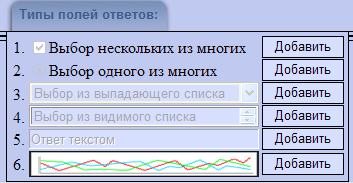 Типы полей ответов:
1. Выбор нескольких из многих Добавить
2. Выбор одного из многих Добавить
3. Выбор из выпадающего списка Добавить
4. Выбор из видимого списка Добавить
5. Ответ текстом Добавить
6. Добавить